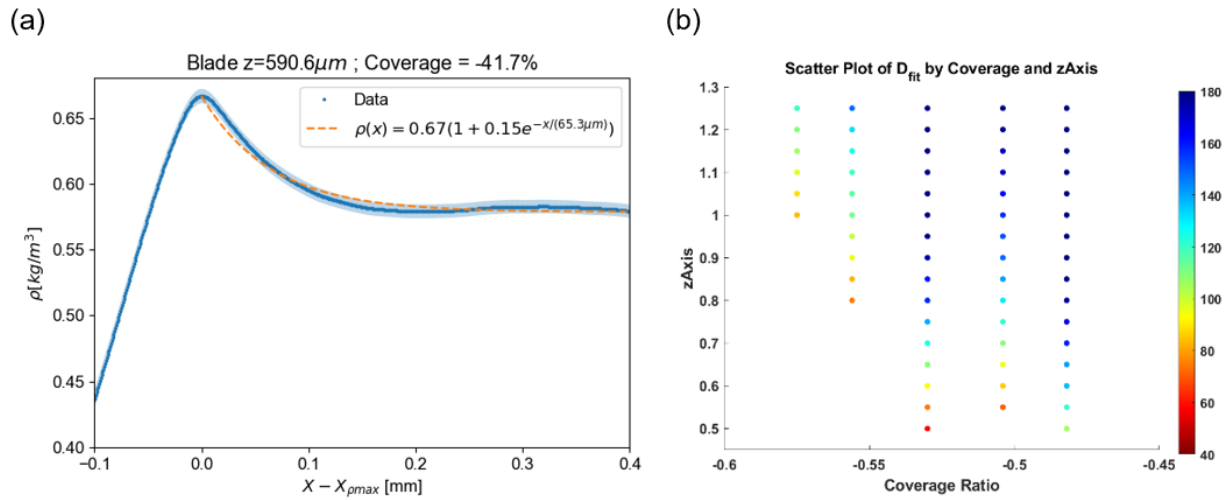 (a)
Blade z=590.6μm ; Coverage = -41.7%
Data
ρ(x) = 0.67(1 + 0.15e^{-x/(65.3μm)})
ρ[kg/m³]
0.65
0.60
0.55
0.50
0.45
0.40
−0.1 0.0 0.1 0.2 0.3 0.4
X − X_{ρmax} [mm]
(b)
Scatter Plot of D_{fit} by Coverage and zAxis
zAxis
1.3
1.2
1.1
1
0.9
0.8
0.7
0.6
0.5
-0.6 -0.55 -0.5 -0.45
Coverage Ratio
180
160
140
120
100
80
60
40